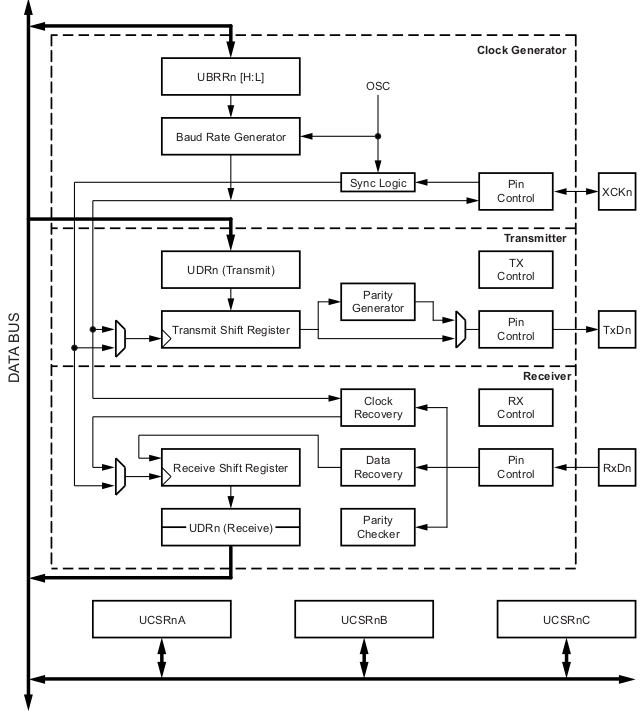 Clock Generator
UBRRn [H:L]
OSC
Baud Rate Generator
Sync Logic
Pin
Control
XCKn
Transmitter
UDRn (Transmit)
TX
Control
Parity
Generator
Transmit Shift Register
Pin
Control
TxDn
DATA BUS
Receiver
Clock
Recovery
RX
Control
Receive Shift Register
Data
Recovery
Pin
Control
RxDn
UDRn (Receive)
Parity
Checker
UCSRnA
UCSRnB
UCSRnC